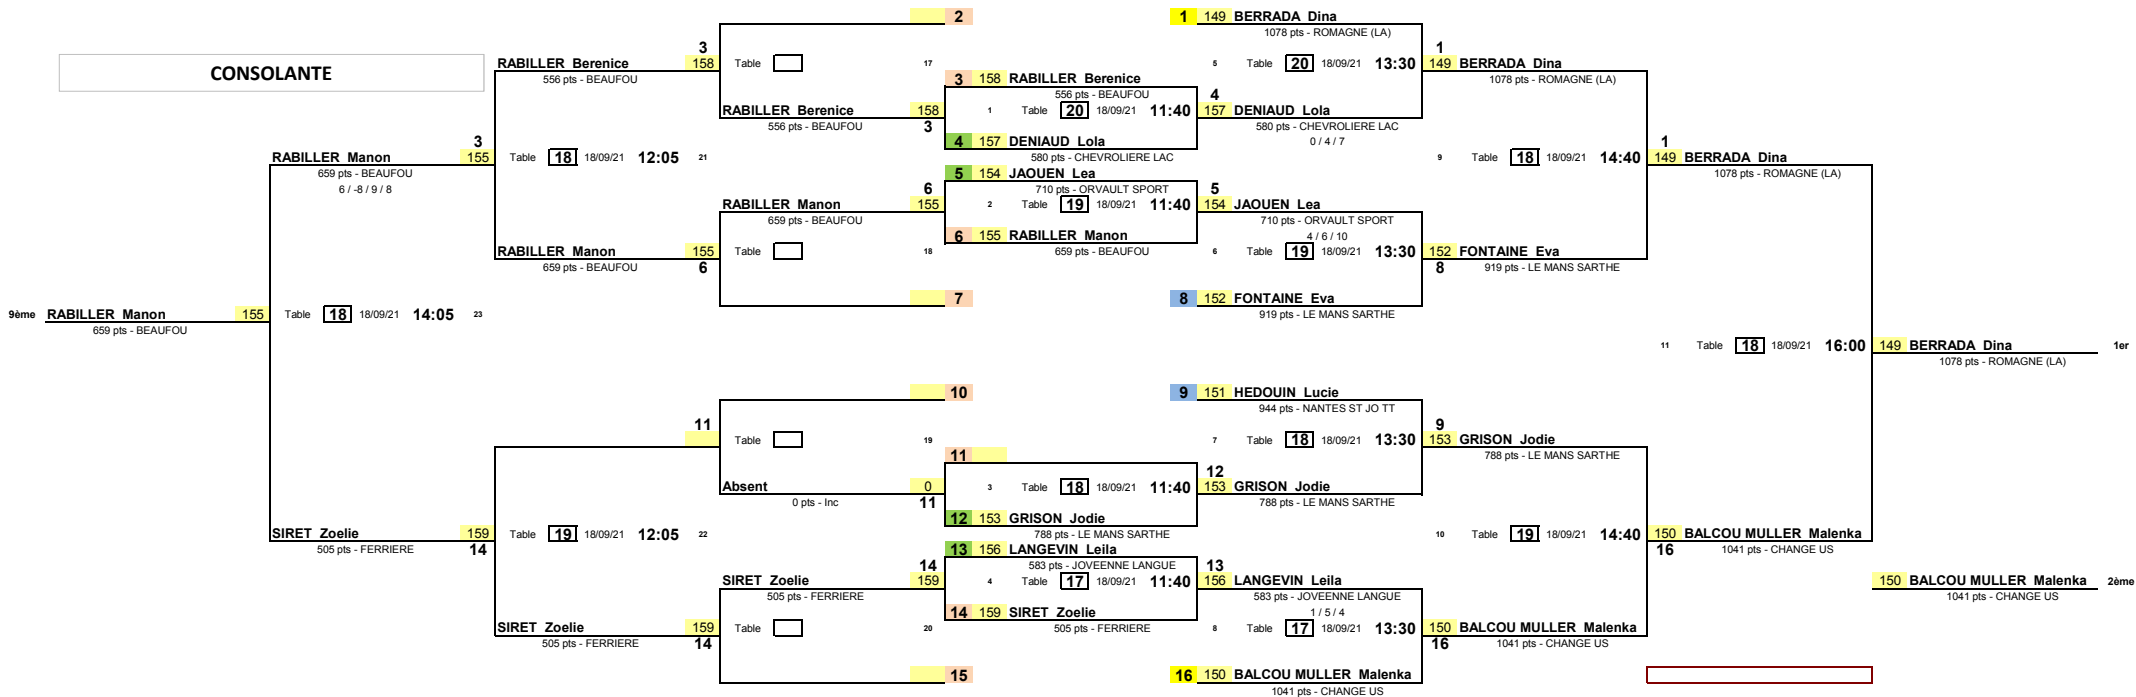 2 1 149 BERRADA Dina
1078 pts - ROMAGNE (LA)
3 1
CONSOLANTE
RABILLER Berenice 158 Table 17 5 Table 20 18/09/21 13:30 149 BERRADA Dina
556 pts - BEAUFOU 1078 pts - ROMAGNE (LA)
3 158 RABILLER Berenice
556 pts - BEAUFOU 4
RABILLER Berenice 158 1 Table 20 18/09/21 11:40 157 DENIAUD Lola
556 pts - BEAUFOU 3 580 pts - CHEVROLIERE LAC
3 4 157 DENIAUD Lola 0 / 4 / 7 1
RABILLER Manon 155 Table 18 18/09/21 12:05 21 580 pts - CHEVROLIERE LAC 9 Table 18 18/09/21 14:40 149 BERRADA Dina
659 pts - BEAUFOU 5 154 JAOUEN Lea 1078 pts - ROMAGNE (LA)
6 / -8 / 9 / 8 6 710 pts - ORVAULT SPORT 5
RABILLER Manon 155 2 Table 19 18/09/21 11:40 154 JAOUEN Lea
659 pts - BEAUFOU 710 pts - ORVAULT SPORT
6 155 RABILLER Manon 4 / 6 / 10
RABILLER Manon 155 Table 18 659 pts - BEAUFOU 6 Table 19 18/09/21 13:30 152 FONTAINE Eva
659 pts - BEAUFOU 6 8 919 pts - LE MANS SARTHE
7 8 152 FONTAINE Eva
9ème RABILLER Manon 155 Table 18 18/09/21 14:05 23 919 pts - LE MANS SARTHE
659 pts - BEAUFOU
11 Table 18 18/09/21 16:00 149 BERRADA Dina 1er
1078 pts - ROMAGNE (LA)
10 9 151 HEDOUIN Lucie
944 pts - NANTES ST JO TT
11 9
Table 19 7 Table 18 18/09/21 13:30 153 GRISON Jodie
11 788 pts - LE MANS SARTHE
12
Absent 0 3 Table 18 18/09/21 11:40 153 GRISON Jodie
0 pts - Inc 11 788 pts - LE MANS SARTHE
12 153 GRISON Jodie
SIRET Zoelie 159 Table 19 18/09/21 12:05 22 788 pts - LE MANS SARTHE 10 Table 19 18/09/21 14:40 150 BALCOU MULLER Malenka
505 pts - FERRIERE 14 13 156 LANGEVIN Leila 16 1041 pts - CHANGE US
14 583 pts - JOVEENNE LANGUE 13
SIRET Zoelie 159 4 Table 17 18/09/21 11:40 156 LANGEVIN Leila 150 BALCOU MULLER Malenka 2ème
505 pts - FERRIERE 583 pts - JOVEENNE LANGUE 1041 pts - CHANGE US
14 159 SIRET Zoelie 1 / 5 / 4
SIRET Zoelie 159 Table 20 505 pts - FERRIERE 8 Table 17 18/09/21 13:30 150 BALCOU MULLER Malenka
505 pts - FERRIERE 14 16 1041 pts - CHANGE US
15 16 150 BALCOU MULLER Malenka
1041 pts - CHANGE US